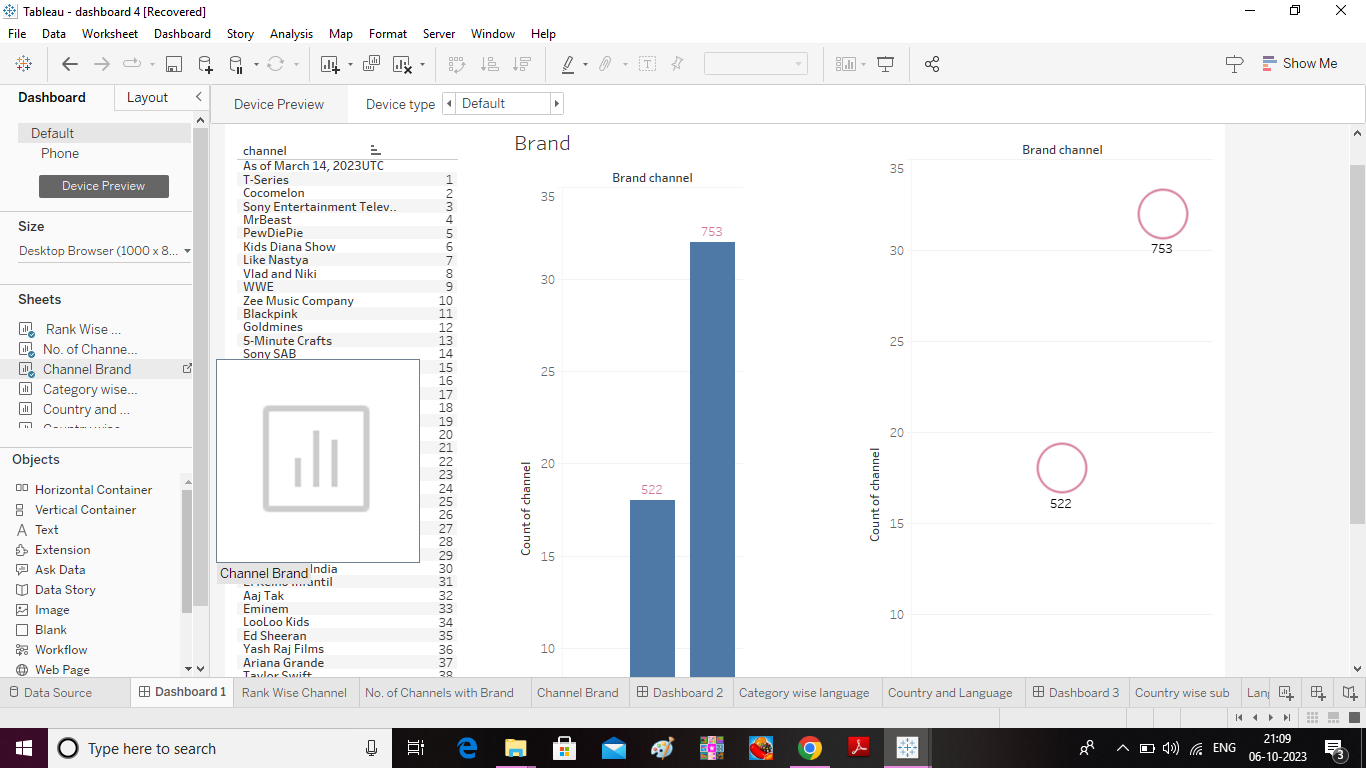 Tableau - dashboard 4 [Recovered]
File Data Worksheet Dashboard Story Analysis Map Format Server Window Help
Show Me
Dashboard Layout
Default
Phone
Device Preview
Size
Desktop Browser (1000 x 8...
Sheets
Rank Wise ...
No. of Channe...
Channel Brand
Category wise...
Country and ...
Objects
Horizontal Container
Vertical Container
Text
Extension
Ask Data
Data Story
Image
Blank
Workflow
Web Page
Device Preview Device type Default
channel
As of March 14, 2023UTC
T-Series 1
Cocomelon 2
Sony Entertainment Telev.. 3
MrBeast 4
PewDiePie 5
Kids Diana Show 6
Like Nastya 7
Vlad and Niki 8
WWE 9
Zee Music Company 10
Blackpink 11
Goldmines 12
5-Minute Crafts 13
Sony SAB 14
15
16
17
18
19
20
21
22
23
24
25
26
27
28
29
India 30
31
Aaj Tak 32
Eminem 33
LooLoo Kids 34
Ed Sheeran 35
Yash Raj Films 36
Ariana Grande 37
Taylor Swift 38
Channel Brand
Brand
Brand channel
35
30
25
20
15
10
Count of channel
753
522
Brand channel
35
30
25
20
15
10
Count of channel
753
522
Data Source Dashboard 1 Rank Wise Channel No. of Channels with Brand Channel Brand Dashboard 2 Category wise language Country and Language Dashboard 3 Country wise sub Lang
Type here to search
ENG
21:09
06-10-2023
3